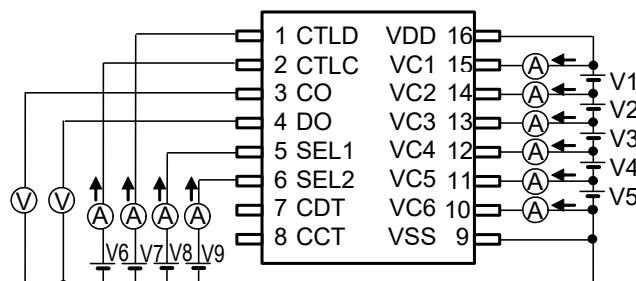 1 CTLD VDD 16
2 CTLC VC1 15 A
3 CO VC2 14 A V1
4 DO VC3 13 A V2
5 SEL1 VC4 12 A V3
6 SEL2 VC5 11 A V4
7 CDT VC6 10 A V5
8 CCT VSS 9
V V A A A A
V6 V7 V8 V9